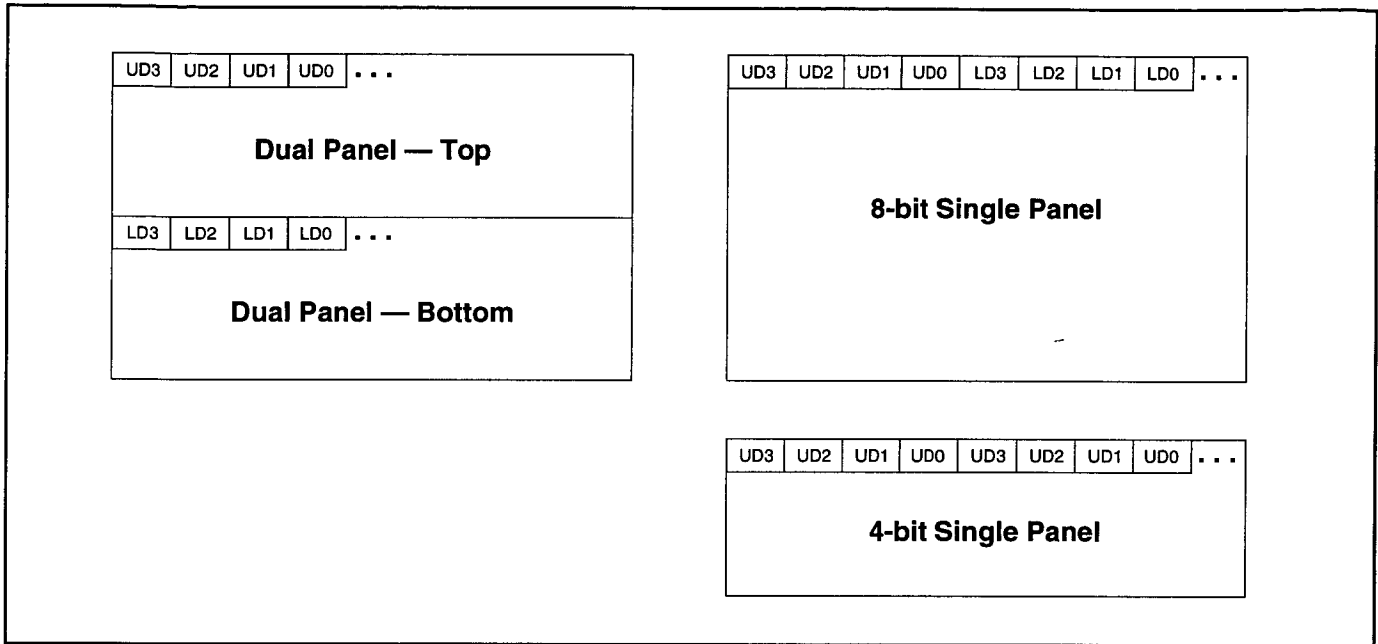 UD3 UD2 UD1 UD0 ...
Dual Panel — Top
LD3 LD2 LD1 LD0 ...
Dual Panel — Bottom
UD3 UD2 UD1 UD0 LD3 LD2 LD1 LD0 ...
8-bit Single Panel
UD3 UD2 UD1 UD0 UD3 UD2 UD1 UD0 ...
4-bit Single Panel